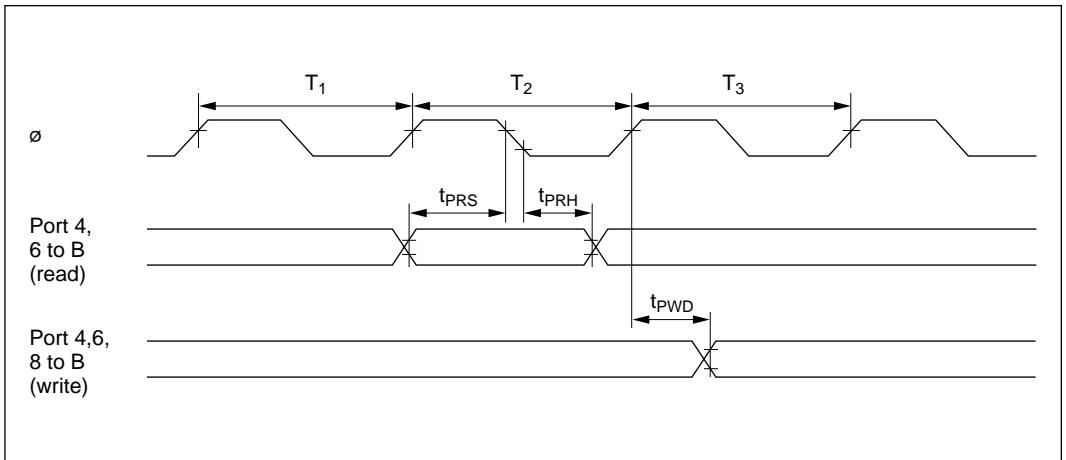 T1
T2
T3
ø
tPRS
tPRH
Port 4,
6 to B
(read)
tPWD
Port 4,6,
8 to B
(write)